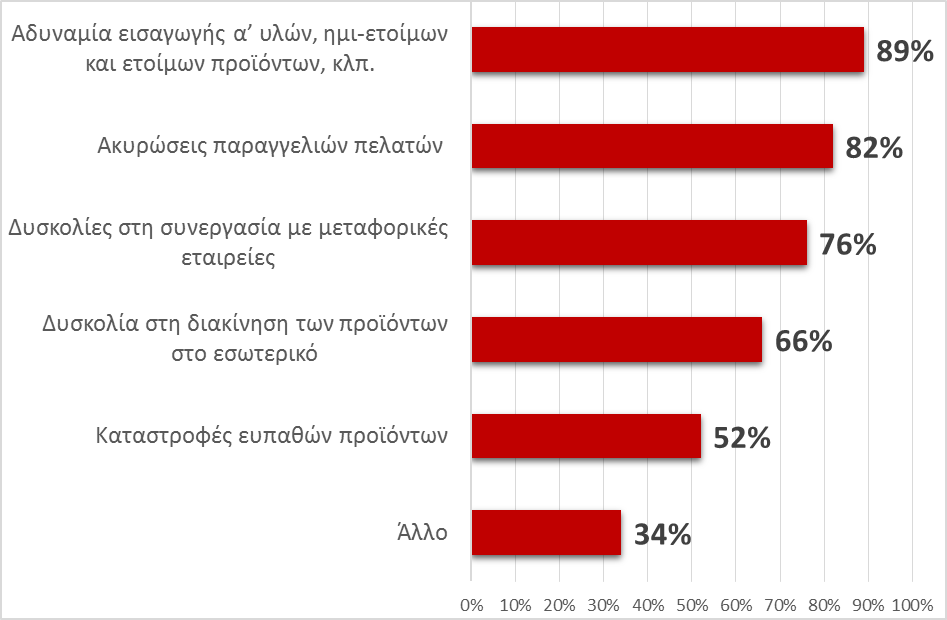 Αδυναμία εισαγωγής α’ υλών, ημι-ετοίμων
και ετοίμων προϊόντων, κλπ.
89%
Ακυρώσεις παραγγελιών πελατών
82%
Δυσκολίες στη συνεργασία με μεταφορικές
εταιρείες
76%
Δυσκολία στη διακίνηση των προϊόντων
στο εσωτερικό
66%
Καταστροφές ευπαθών προϊόντων
52%
Άλλο
34%
0% 10% 20% 30% 40% 50% 60% 70% 80% 90% 100%